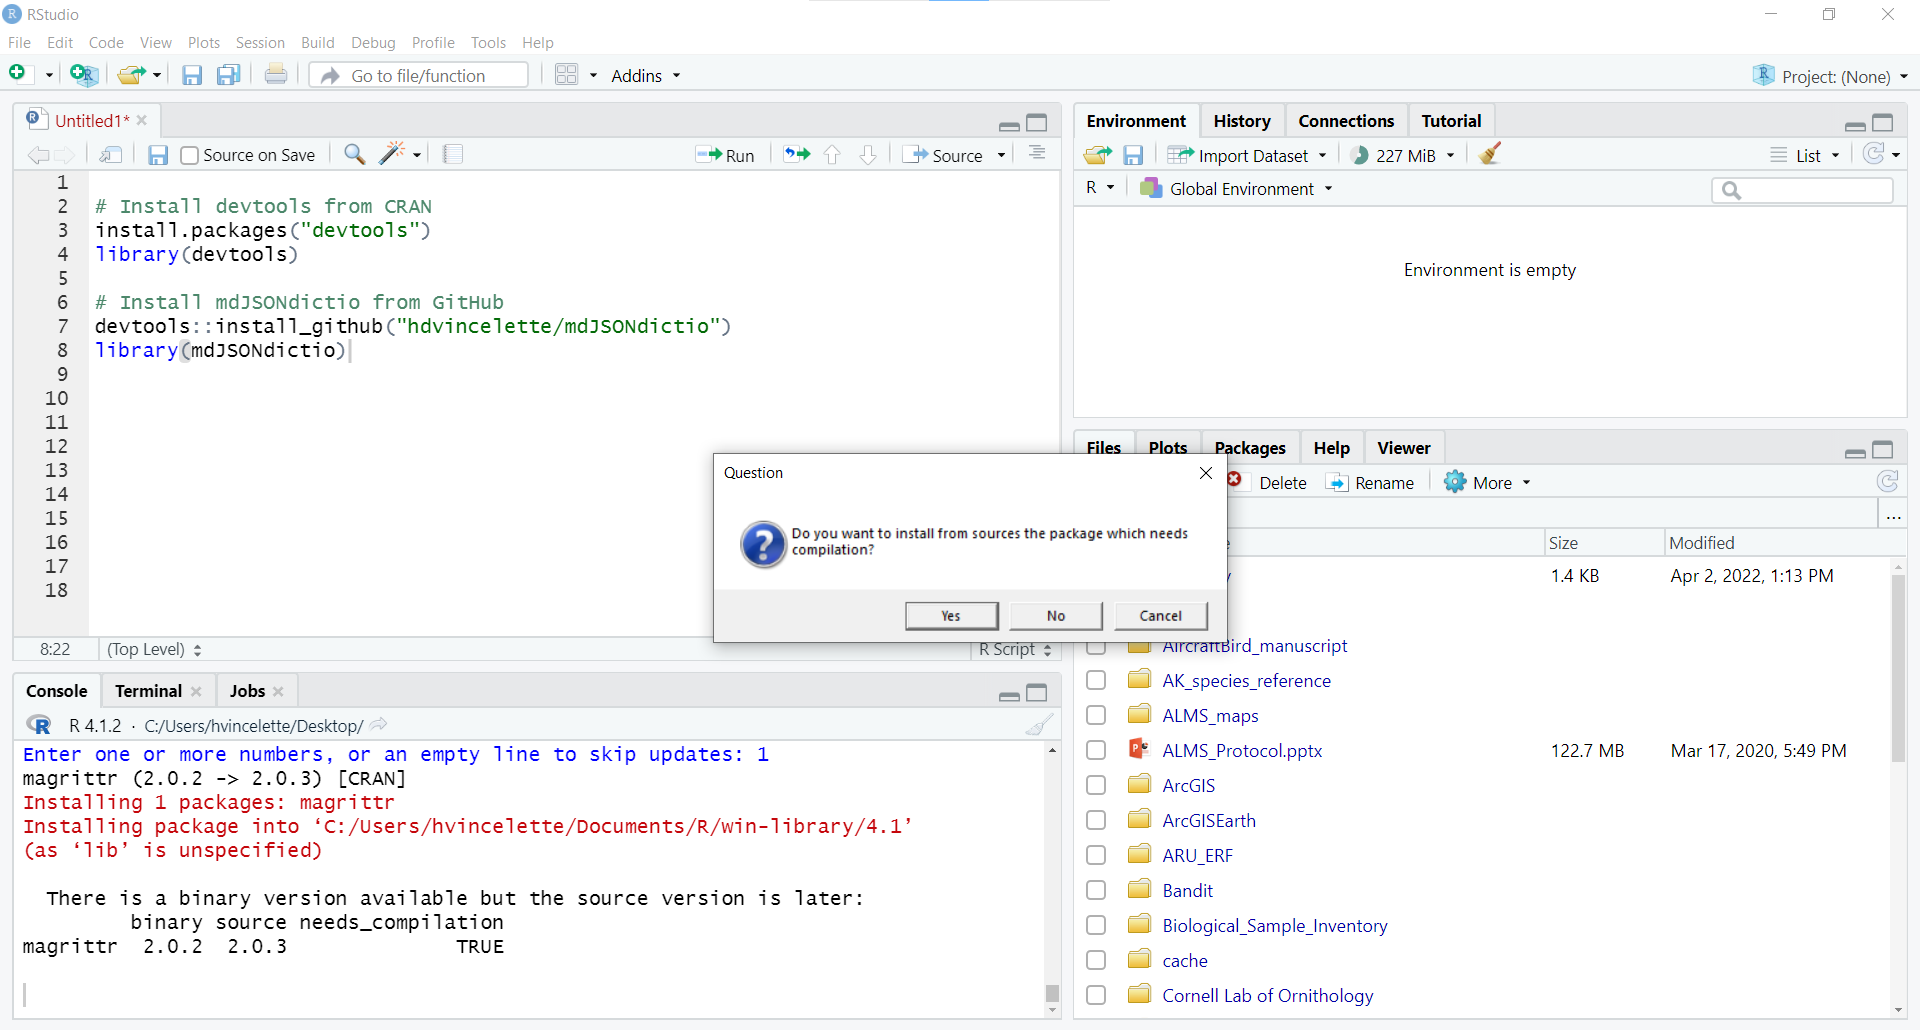 RStudio
File Edit Code View Plots Session Build Debug Profile Tools Help
Go to file/function Addins Project: (None)
Untitled1*
Source on Save Run Source
1
2 # Install devtools from CRAN
3 install.packages("devtools")
4 library(devtools)
5
6 # Install mdJSONdictio from GitHub
7 devtools::install_github("hdvincelette/mdJSONdictio")
8 library(mdJSONdictio)
9
10
11
12
13
14
15
16
17
18
8:22 (Top Level) R Script
Environment History Connections Tutorial
Import Dataset 227 MiB List
R Global Environment
Environment is empty
Question
Do you want to install from sources the package which needs
compilation?
Yes No Cancel
Files Plots Packages Help Viewer
Delete Rename More
...
Size Modified
1.4 KB Apr 2, 2022, 1:13 PM
AircraftBird_manuscript
AK_species_reference
ALMS_maps
ALMS_Protocol.pptx 122.7 MB Mar 17, 2020, 5:49 PM
ArcGIS
ArcGISEarth
ARU_ERF
Bandit
Biological_Sample_Inventory
cache
Cornell Lab of Ornithology
Console Terminal Jobs
R 4.1.2 · C:/Users/hvincelette/Desktop/
Enter one or more numbers, or an empty line to skip updates: 1
magrittr (2.0.2 -> 2.0.3) [CRAN]
Installing 1 packages: magrittr
Installing package into ‘C:/Users/hvincelette/Documents/R/win-library/4.1’
(as ‘lib’ is unspecified)
There is a binary version available but the source version is later:
binary source needs_compilation
magrittr 2.0.2 2.0.3 TRUE